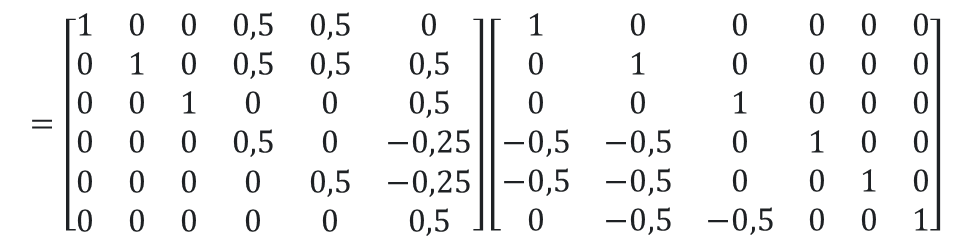 = [1 0 0 0,5 0,5 0] [1 0 0 0 0 0]
0 1 0 0,5 0,5 0,5 0 1 0 0 0 0
0 0 1 0 0 0,5 0 0 1 0 0 0
0 0 0 0,5 0 −0,25 −0,5 −0,5 0 1 0 0
0 0 0 0 0,5 −0,25 −0,5 −0,5 0 0 1 0
0 0 0 0 0 0,5 0 −0,5 −0,5 0 0 1